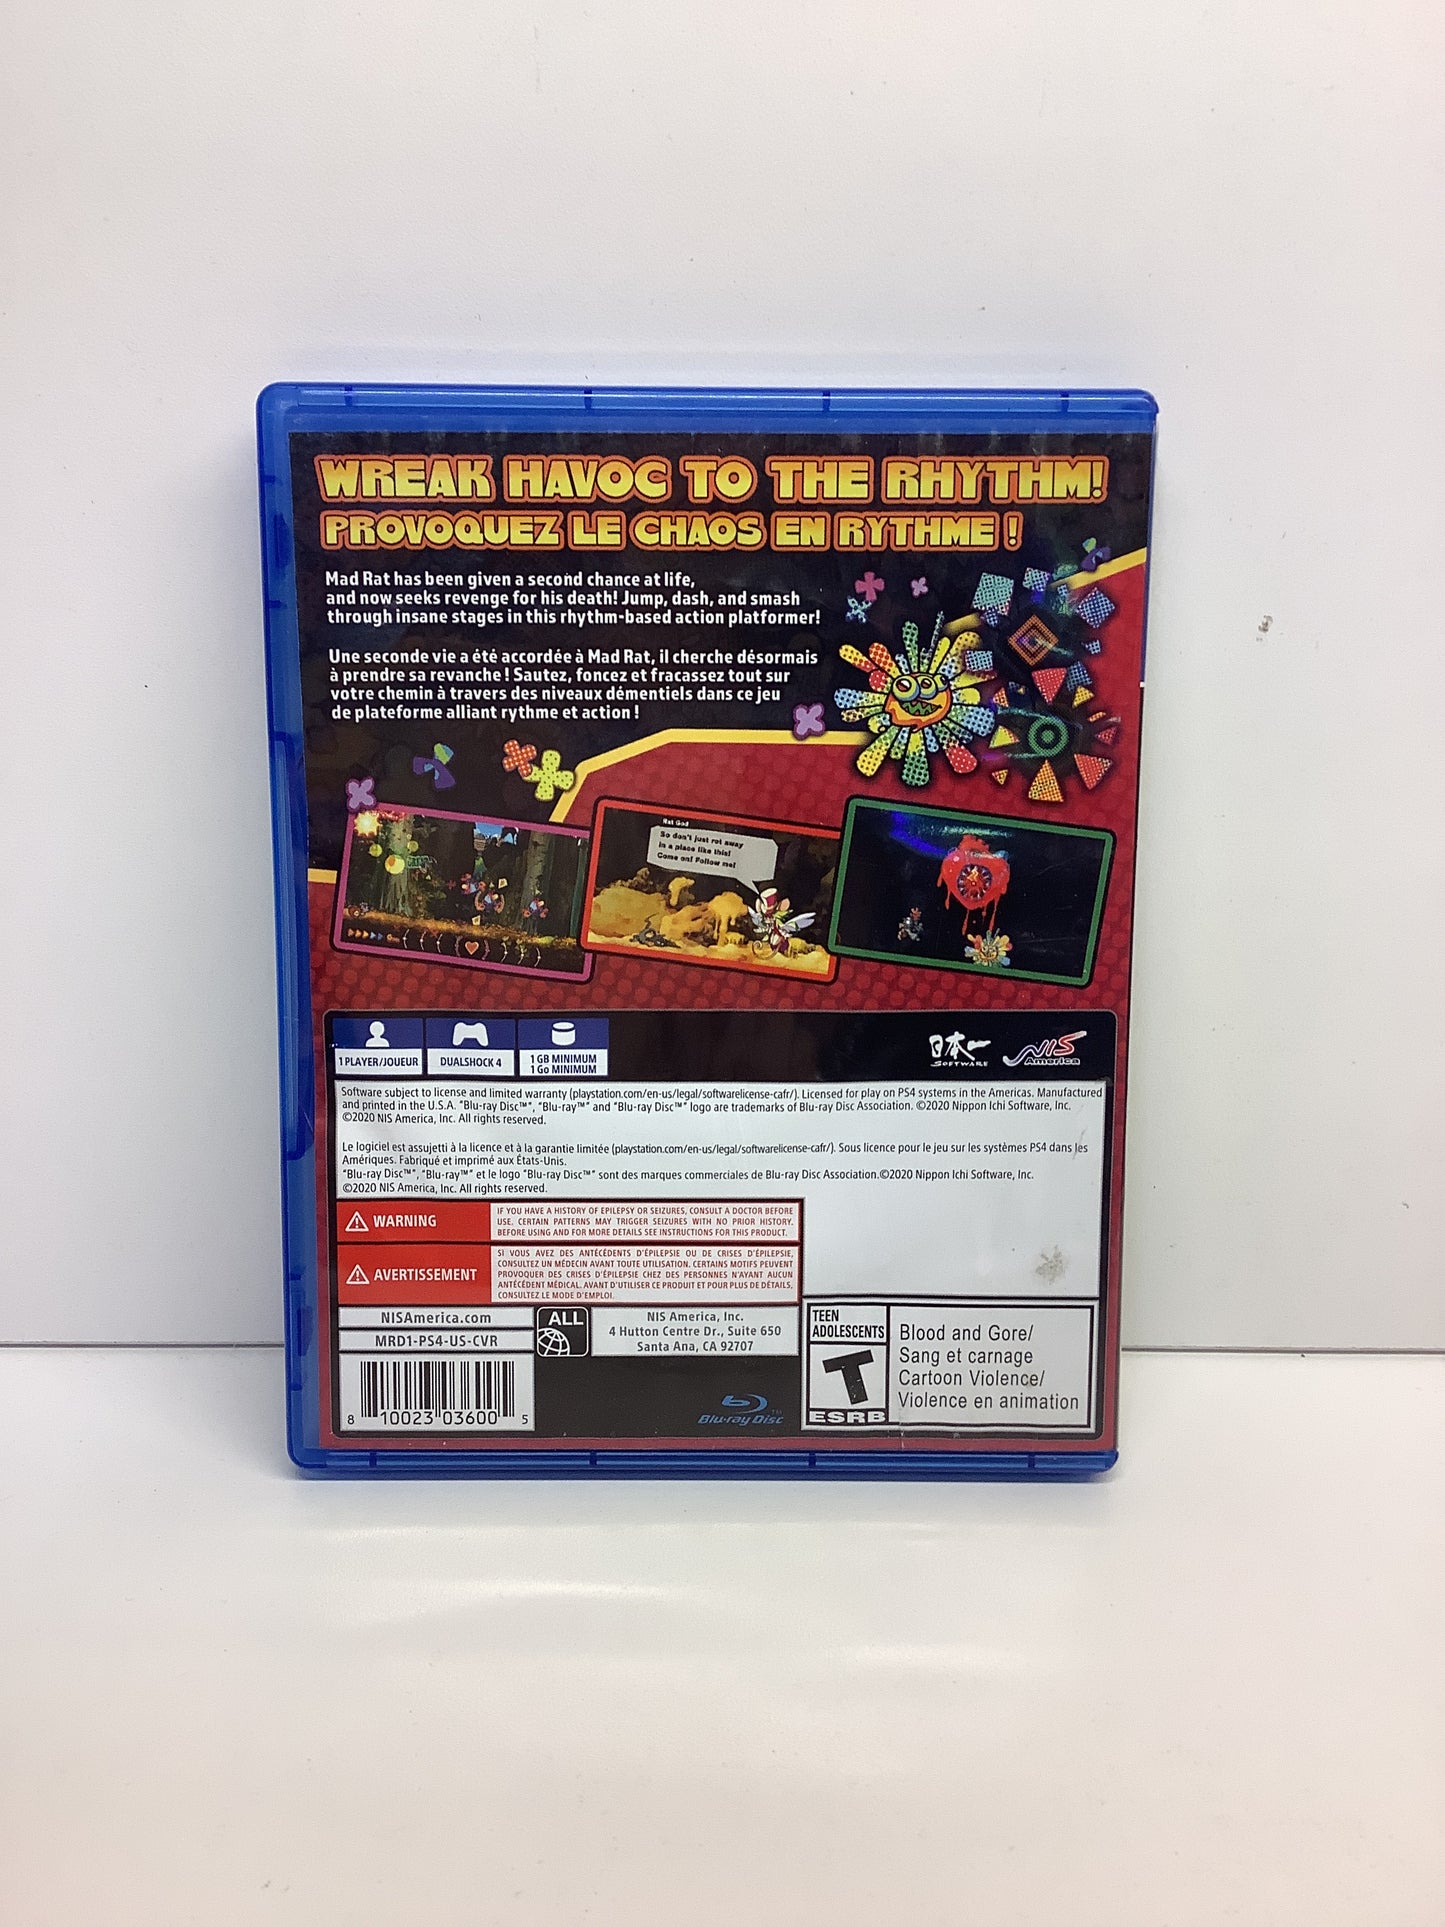 WREAK HAVOC TO THE RHYTHM!
PROVOQUEZ LE CHAOS EN RYTHME !
Mad Rat has been given a second chance at life,
and now seeks revenge for his death! Jump, dash, and smash
through insane stages in this rhythm-based action platformer!
Une seconde vie a été accordée à Mad Rat, il cherche désormais
à prendre sa revanche ! Sautez, foncez et fracassez tout sur
votre chemin à travers des niveaux démentiels dans ce jeu
de plateforme alliant rythme et action !
Rat God
So don't just rot away
in a place like this!
Come on! Follow me!
1 PLAYER/JOUEUR
DUALSHOCK 4
1 GB MINIMUM
1 Go MINIMUM
日本一
SOFTWARE
NIS
America
Software subject to license and limited warranty (playstation.com/en-us/legal/softwarelicense-cafr/). Licensed for play on PS4 systems in the Americas. Manufactured
and printed in the U.S.A. "Blu-ray Disc™", "Blu-ray™" and "Blu-ray Disc™" logo are trademarks of Blu-ray Disc Association. ©2020 Nippon Ichi Software, Inc.
©2020 NIS America, Inc. All rights reserved.
Le logiciel est assujetti à la licence et à la garantie limitée (playstation.com/en-us/legal/softwarelicense-cafr/). Sous licence pour le jeu sur les systèmes PS4 dans les
Amériques. Fabriqué et imprimé aux États-Unis.
"Blu-ray Disc™", "Blu-ray™" et le logo "Blu-ray Disc™" sont des marques commerciales de Blu-ray Disc Association.©2020 Nippon Ichi Software, Inc.
©2020 NIS America, Inc. All rights reserved.
WARNING
IF YOU HAVE A HISTORY OF EPILEPSY OR SEIZURES, CONSULT A DOCTOR BEFORE
USE. CERTAIN PATTERNS MAY TRIGGER SEIZURES WITH NO PRIOR HISTORY.
BEFORE USING AND FOR MORE DETAILS SEE INSTRUCTIONS FOR THIS PRODUCT.
AVERTISSEMENT
SI VOUS AVEZ DES ANTÉCÉDENTS D'ÉPILEPSIE OU DE CRISES D'ÉPILEPSIE,
CONSULTEZ UN MÉDECIN AVANT TOUTE UTILISATION. CERTAINS MOTIFS PEUVENT
PROVOQUER DES CRISES D'ÉPILEPSIE CHEZ DES PERSONNES N'AYANT AUCUN
ANTÉCÉDENT MÉDICAL. AVANT D'UTILISER CE PRODUIT ET POUR PLUS DE DÉTAILS,
CONSULTEZ LE MODE D'EMPLOI.
NISAmerica.com
MRD1-PS4-US-CVR
ALL
NIS America, Inc.
4 Hutton Centre Dr., Suite 650
Santa Ana, CA 92707
8 10023 03600 5
Blu-ray Disc™
TEEN
ADOLESCENTS
T
ESRB
Blood and Gore/
Sang et carnage
Cartoon Violence/
Violence en animation